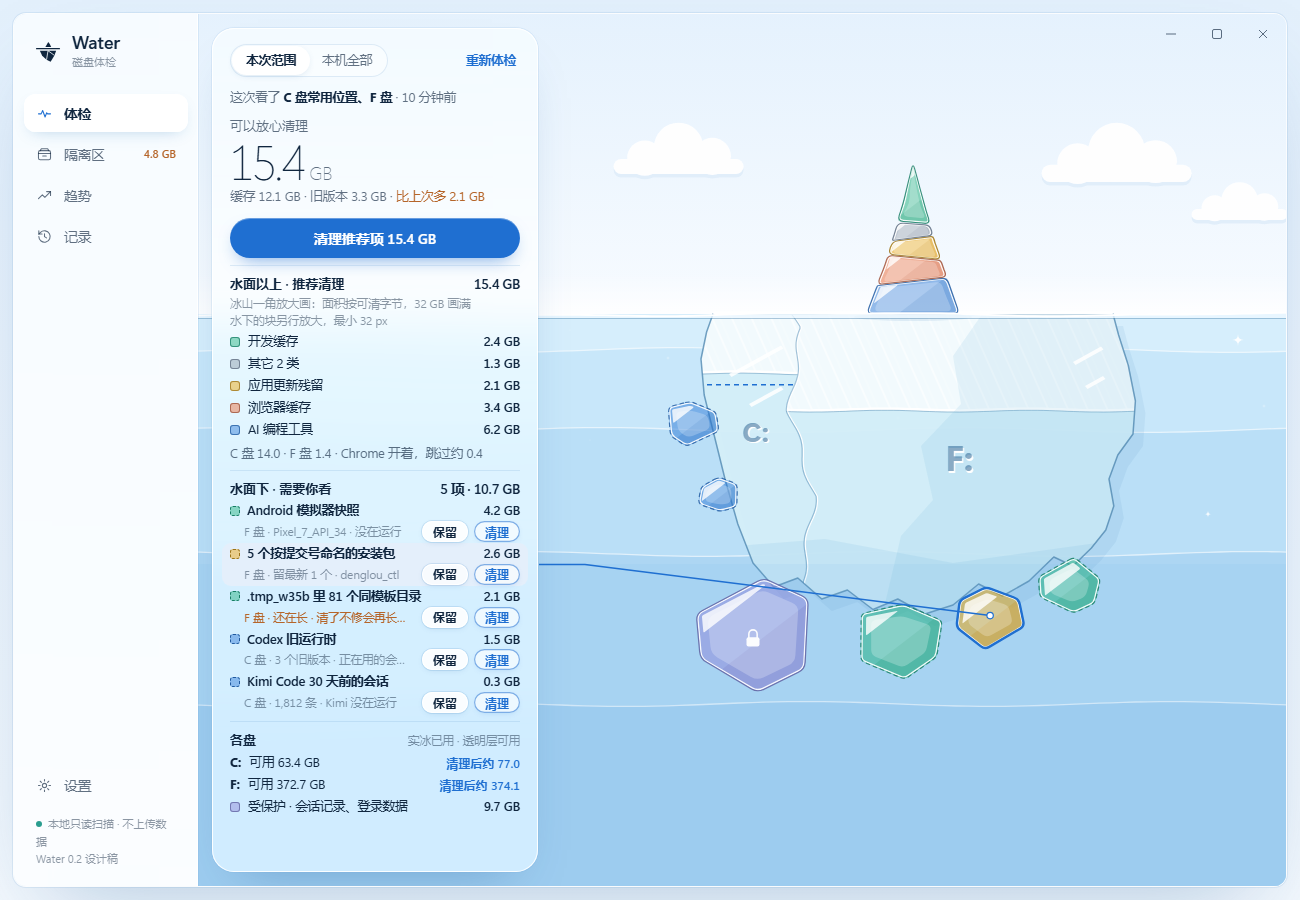 Water
磁盘体检
体检
隔离区 4.8 GB
趋势
记录
设置
本地只读扫描 · 不上传数
据
Water 0.2 设计稿
本次范围 本机全部 重新体检
这次看了 C 盘常用位置、F 盘 · 10 分钟前
可以放心清理
15.4 GB
缓存 12.1 GB · 旧版本 3.3 GB · 比上次多 2.1 GB
清理推荐项 15.4 GB
水面以上 · 推荐清理 15.4 GB
冰山一角放大画：面积按可清字节，32 GB 画满
水下的块另行放大，最小 32 px
开发缓存 2.4 GB
其它 2 类 1.3 GB
应用更新残留 2.1 GB
浏览器缓存 3.4 GB
AI 编程工具 6.2 GB
C 盘 14.0 · F 盘 1.4 · Chrome 开着，跳过约 0.4
水面下 · 需要你看 5 项 · 10.7 GB
Android 模拟器快照 4.2 GB
F 盘 · Pixel_7_API_34 · 没在运行 保留 清理
5 个按提交号命名的安装包 2.6 GB
F 盘 · 留最新 1 个 · denglou_ctl 保留 清理
.tmp_w35b 里 81 个同模板目录 2.1 GB
F 盘 · 还在长 · 清了不修会再长... 保留 清理
Codex 旧运行时 1.5 GB
C 盘 · 3 个旧版本 · 正在用的会... 保留 清理
Kimi Code 30 天前的会话 0.3 GB
C 盘 · 1,812 条 · Kimi 没在运行 保留 清理
各盘 实冰已用 · 透明层可用
C: 可用 63.4 GB 清理后约 77.0
F: 可用 372.7 GB 清理后约 374.1
受保护 · 会话记录、登录数据 9.7 GB
C:
F: